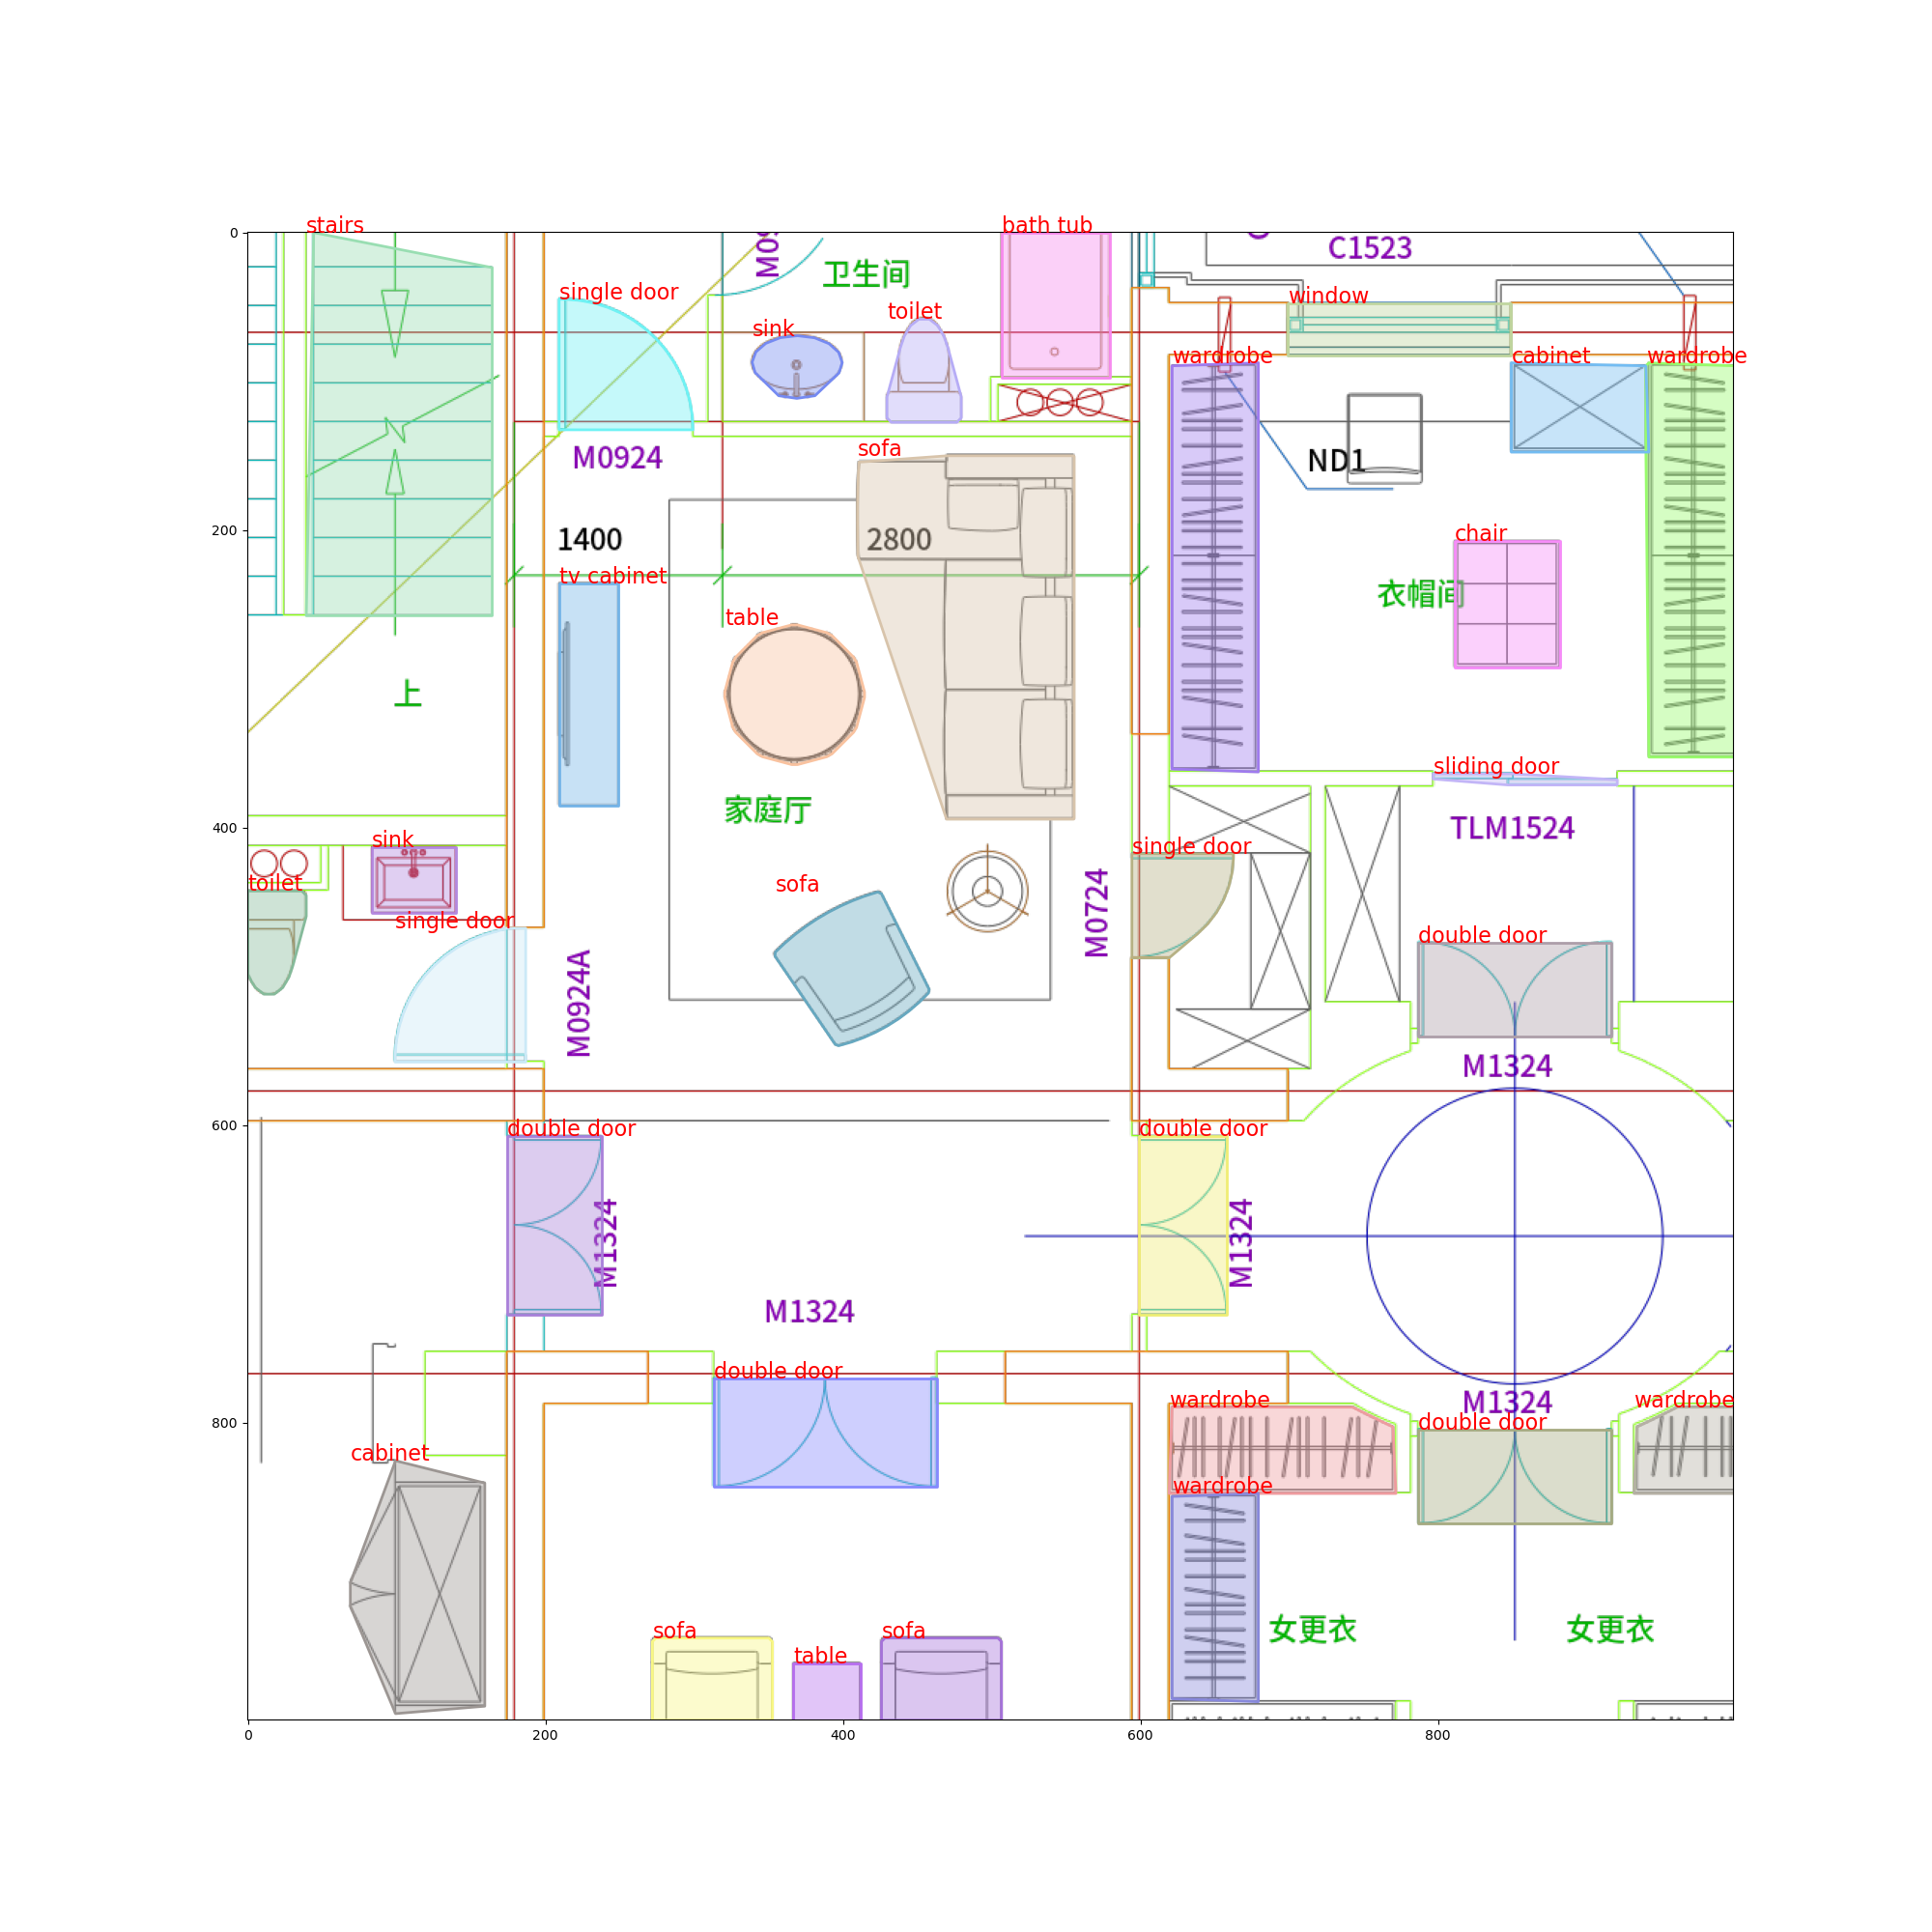 stairs
bath tub
0
C1523
M09
卫生间
single door
window
toilet
sink
wardrobe
cabinet
wardrobe
sofa
M0924
ND1
200
1400
2800
chair
tv cabinet
衣帽间
table
上
sliding door
家庭厅
400
TLM1524
sink
single door
toilet
sofa
M0724
single door
double door
M0924A
M1324
600
double door
double door
M1324
M1324
M1324
double door
wardrobe
M1324
wardrobe
800
double door
cabinet
wardrobe
女更衣
女更衣
sofa
sofa
table
0
200
400
600
800